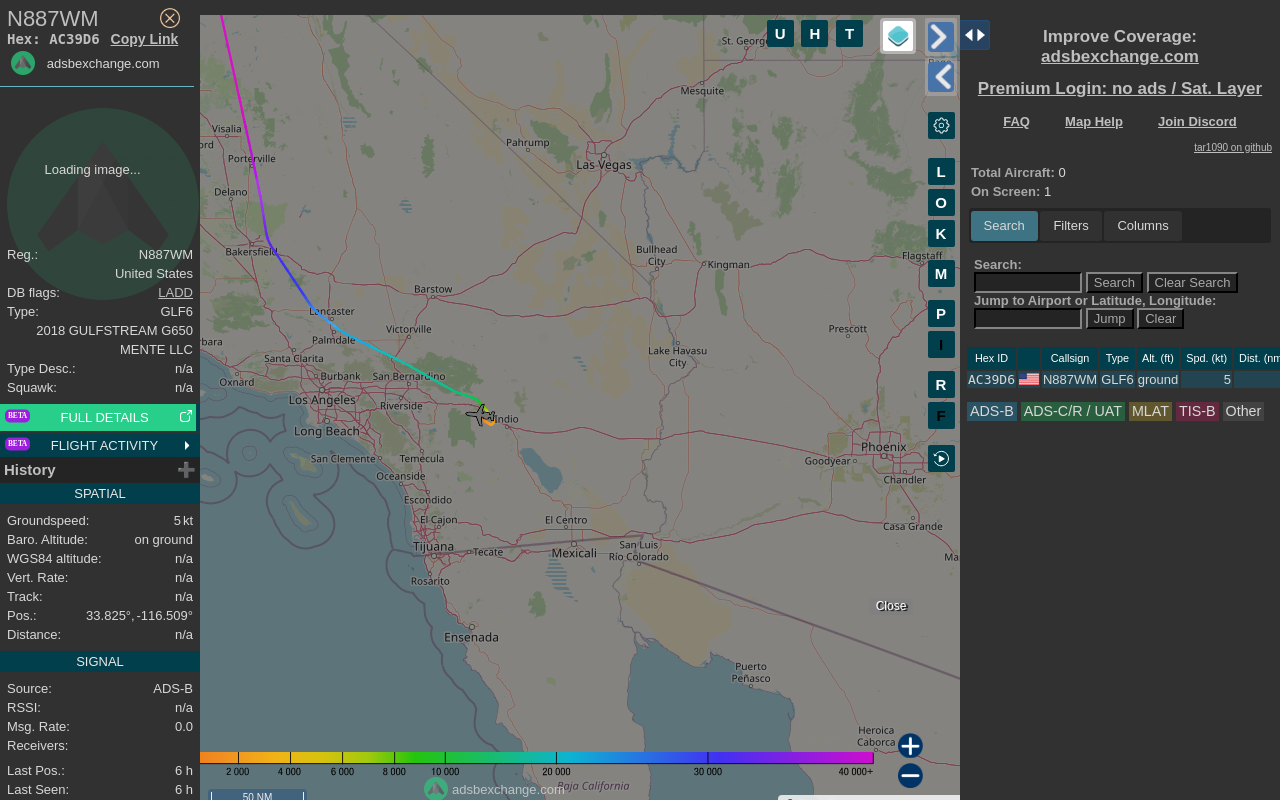 N887WM
Hex: AC39D6 Copy Link
adsbexchange.com
Loading image...
Reg.: N887WM
United States
DB flags: LADD
Type: GLF6
2018 GULFSTREAM G650
MENTE LLC
Type Desc.: n/a
Squawk: n/a
BETA FULL DETAILS
BETA FLIGHT ACTIVITY
History
SPATIAL
Groundspeed: 5 kt
Baro. Altitude: on ground
WGS84 altitude: n/a
Vert. Rate: n/a
Track: n/a
Pos.: 33.825°, -116.509°
Distance: n/a
SIGNAL
Source: ADS-B
RSSI: n/a
Msg. Rate: 0.0
Receivers:
Last Pos.: 6 h
Last Seen: 6 h
U H T
L
O
K
M
P
I
R
F
St. George
Mesquite
Visalia
Pahrump
Porterville
Las Vegas
Delano
Bakersfield
Bullhead
City
Kingman
Flagstaff
Barstow
Lancaster
Palmdale
Victorville
Prescott
Santa Clarita
Lake Havasu
City
Oxnard
Burbank
San Bernardino
Los Angeles
Riverside
Indio
Long Beach
San Clemente
Temecula
Phoenix
Goodyear
Oceanside
Chandler
Escondido
El Cajon
El Centro
Casa Grande
Tijuana
Tecate
Mexicali
San Luis
Río Colorado
Rosarito
Close
Ensenada
Puerto
Peñasco
Heroica
Caborca
2 000 4 000 6 000 8 000 10 000 20 000 30 000 40 000+
adsbexchange.com
Baja California
50 NM
Improve Coverage:
adsbexchange.com
Premium Login: no ads / Sat. Layer
FAQ Map Help Join Discord
tar1090 on github
Total Aircraft: 0
On Screen: 1
Search Filters Columns
Search:
Search Clear Search
Jump to Airport or Latitude, Longitude:
Jump Clear
Hex ID Callsign Type Alt. (ft) Spd. (kt) Dist. (nm
AC39D6 N887WM GLF6 ground 5
ADS-B ADS-C/R / UAT MLAT TIS-B Other